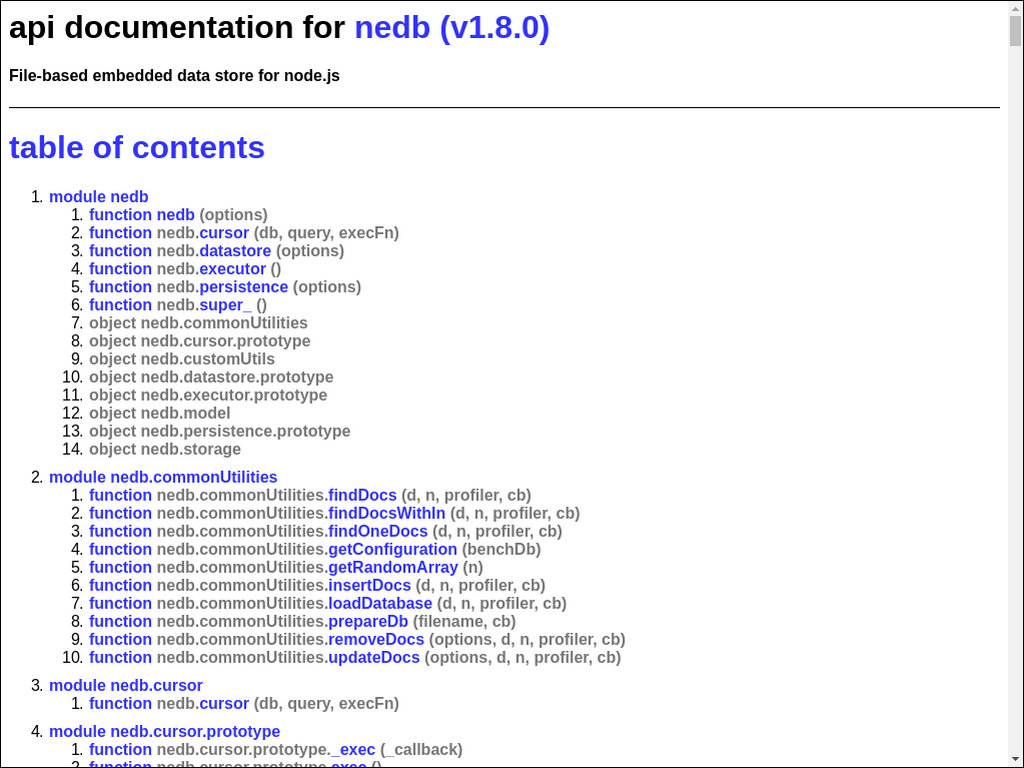 api documentation for nedb (v1.8.0)
File-based embedded data store for node.js
table of contents
1. module nedb
1. function nedb (options)
2. function nedb.cursor (db, query, execFn)
3. function nedb.datastore (options)
4. function nedb.executor ()
5. function nedb.persistence (options)
6. function nedb.super_ ()
7. object nedb.commonUtilities
8. object nedb.cursor.prototype
9. object nedb.customUtils
10. object nedb.datastore.prototype
11. object nedb.executor.prototype
12. object nedb.model
13. object nedb.persistence.prototype
14. object nedb.storage
2. module nedb.commonUtilities
1. function nedb.commonUtilities.findDocs (d, n, profiler, cb)
2. function nedb.commonUtilities.findDocsWithIn (d, n, profiler, cb)
3. function nedb.commonUtilities.findOneDocs (d, n, profiler, cb)
4. function nedb.commonUtilities.getConfiguration (benchDb)
5. function nedb.commonUtilities.getRandomArray (n)
6. function nedb.commonUtilities.insertDocs (d, n, profiler, cb)
7. function nedb.commonUtilities.loadDatabase (d, n, profiler, cb)
8. function nedb.commonUtilities.prepareDb (filename, cb)
9. function nedb.commonUtilities.removeDocs (options, d, n, profiler, cb)
10. function nedb.commonUtilities.updateDocs (options, d, n, profiler, cb)
3. module nedb.cursor
1. function nedb.cursor (db, query, execFn)
4. module nedb.cursor.prototype
1. function nedb.cursor.prototype._exec (_callback)
2. function nedb.cursor.prototype.exec ()